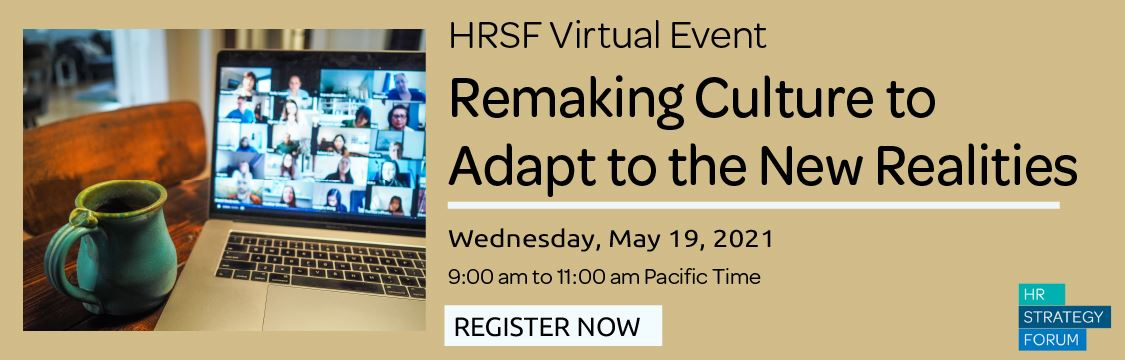 HRSF Virtual Event
Remaking Culture to
Adapt to the New Realities
Wednesday, May 19, 2021
9:00 am to 11:00 am Pacific Time
REGISTER NOW
HR
STRATEGY
FORUM